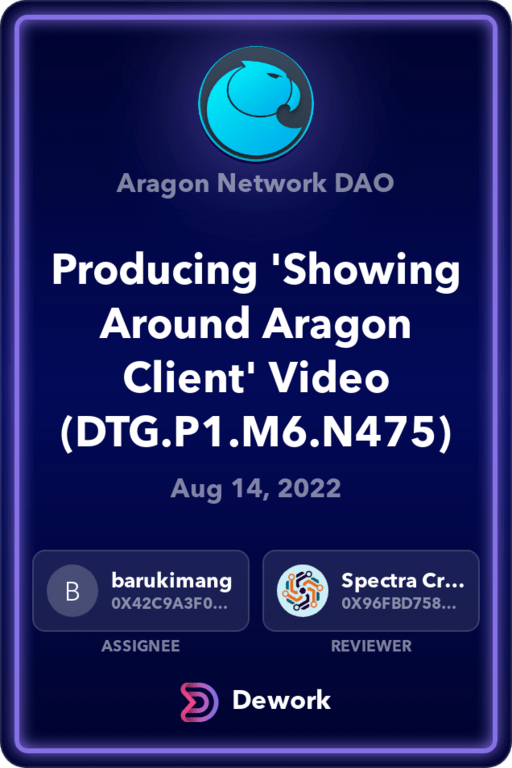 Aragon Network DAO
Producing 'Showing
Around Aragon
Client' Video
(DTG.P1.M6.N475)
Aug 14, 2022
B
barukimang
0X42C9A3F0...
ASSIGNEE
Spectra Cr...
0X96FBD758...
REVIEWER
Dework